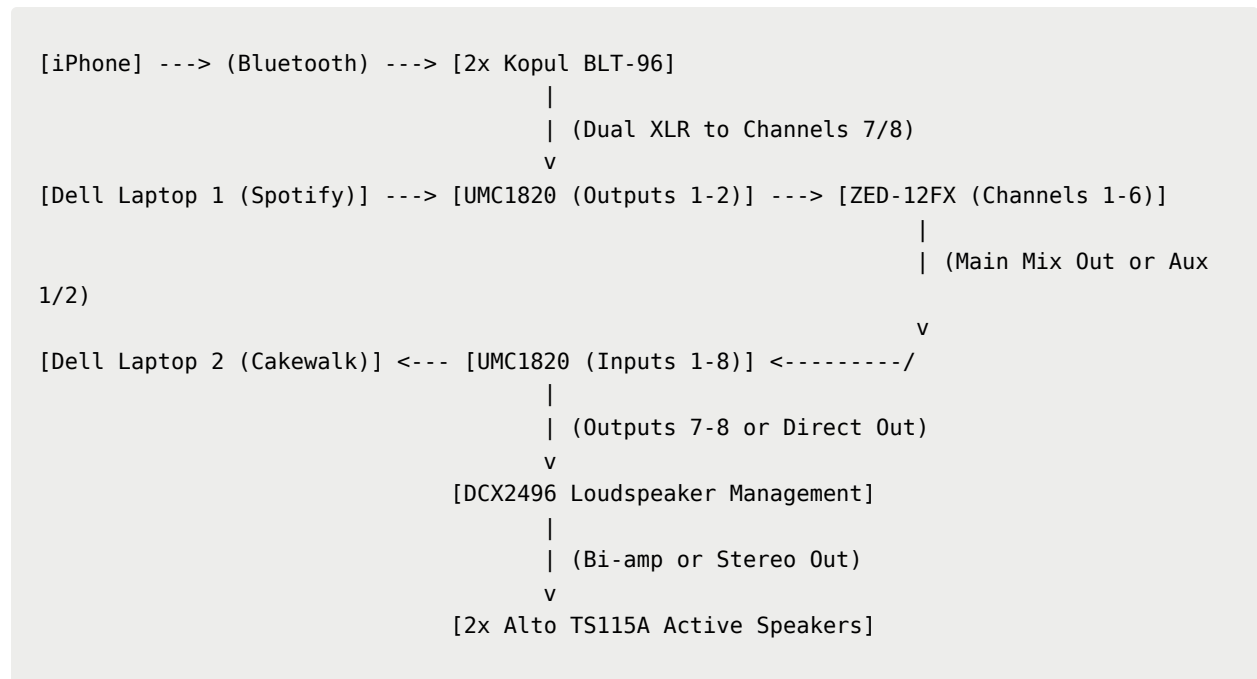 [iPhone] ---> (Bluetooth) ---> [2x Kopul BLT-96]
                                  |
                                  | (Dual XLR to Channels 7/8)
                                  v
[Dell Laptop 1 (Spotify)] ---> [UMC1820 (Outputs 1-2)] ---> [ZED-12FX (Channels 1-6)]
                                                                    |
                                                                    | (Main Mix Out or Aux
1/2)
                                                                    v
[Dell Laptop 2 (Cakewalk)] <--- [UMC1820 (Inputs 1-8)] <---------/
                                  |
                                  | (Outputs 7-8 or Direct Out)
                                  v
                           [DCX2496 Loudspeaker Management]
                                  |
                                  | (Bi-amp or Stereo Out)
                                  v
                           [2x Alto TS115A Active Speakers]